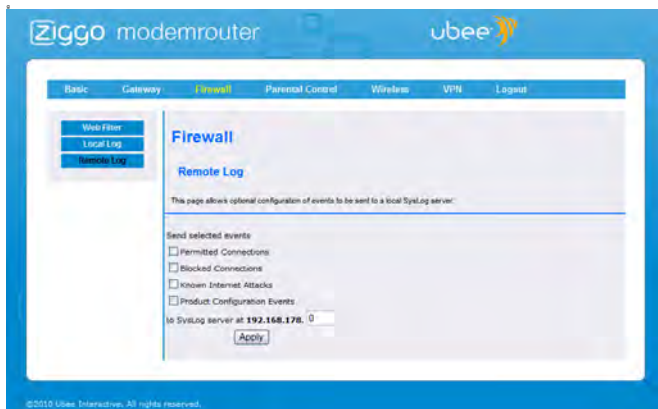 ziggo modemrouter
ubee
Basic Gateway Firewall Parental Control Wireless VPN Logout
Web Filter
Local Log
Remote Log
Firewall
Remote Log
This page allows optional configuration of events to be sent to a local SysLog server.
Send selected events
Permitted Connections
Blocked Connections
Known Internet Attacks
Product Configuration Events
to SysLog server at 192.168.178. 0
Apply
©2010 Ubee Interactive. All rights reserved.